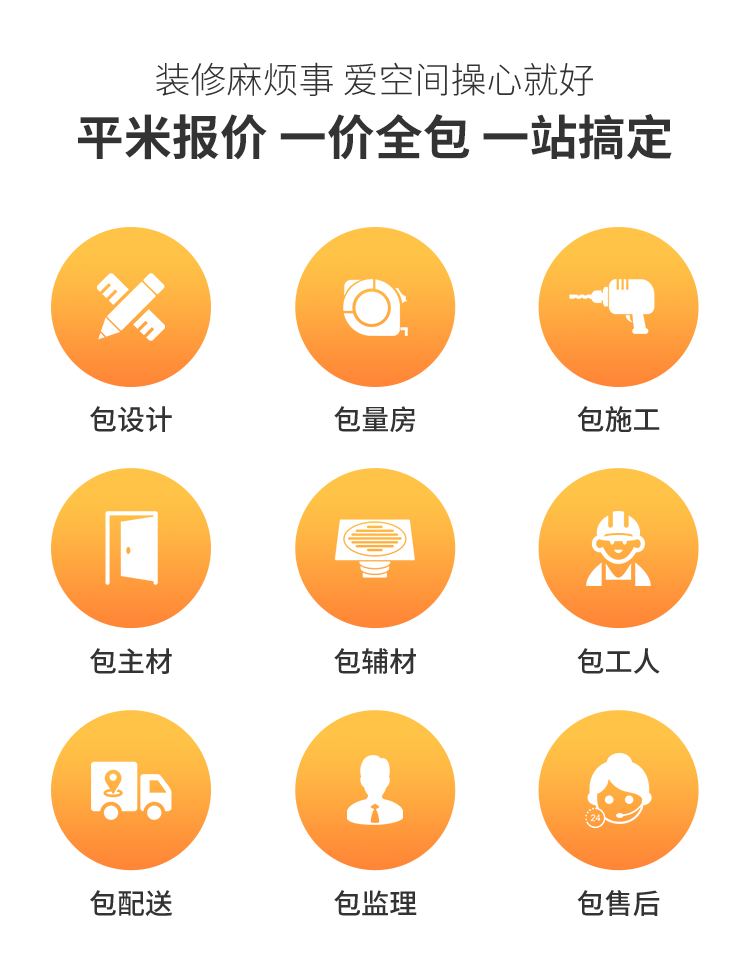 装修麻烦事 爱空间操心就好
平米报价 一价全包 一站搞定
包设计
包量房
包施工
包主材
包辅材
包工人
24
包配送
包监理
包售后